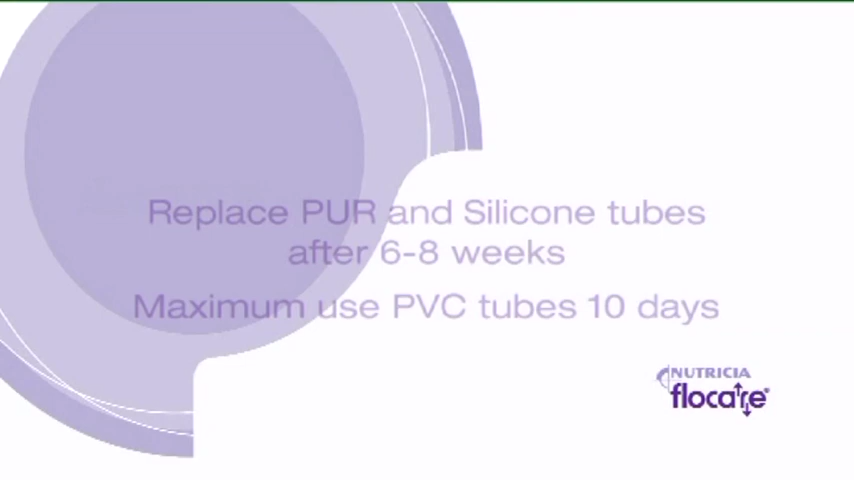 Replace PUR and Silicone tubes
after 6-8 weeks
Maximum use PVC tubes 10 days
NUTRICIA
flocare®